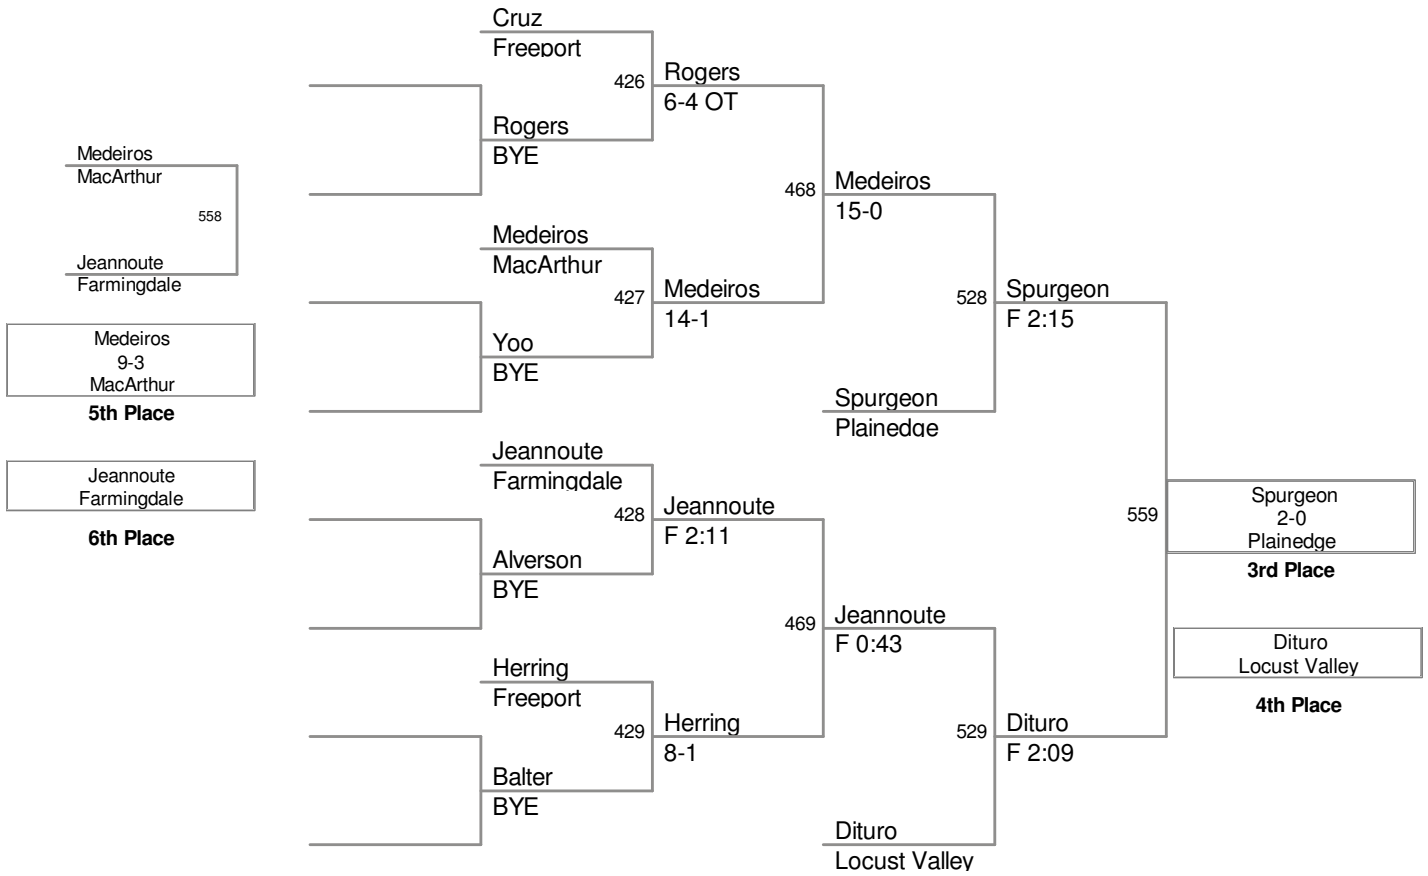 Cruz
Freeport
426
Rogers
6-4 OT
Rogers
BYE
Medeiros
MacArthur
558
Jeannoute
Farmingdale
468
Medeiros
15-0
Medeiros
MacArthur
427
Medeiros
14-1
Yoo
BYE
528
Spurgeon
F 2:15
Spurgeon
Plainedge
Medeiros
9-3
MacArthur
5th Place
Jeannoute
Farmingdale
6th Place
Jeannoute
Farmingdale
428
Jeannoute
F 2:11
Alverson
BYE
559
Spurgeon
2-0
Plainedge
3rd Place
469
Jeannoute
F 0:43
Dituro
Locust Valley
4th Place
Herring
Freeport
429
Herring
8-1
Balter
BYE
529
Dituro
F 2:09
Dituro
Locust Valley